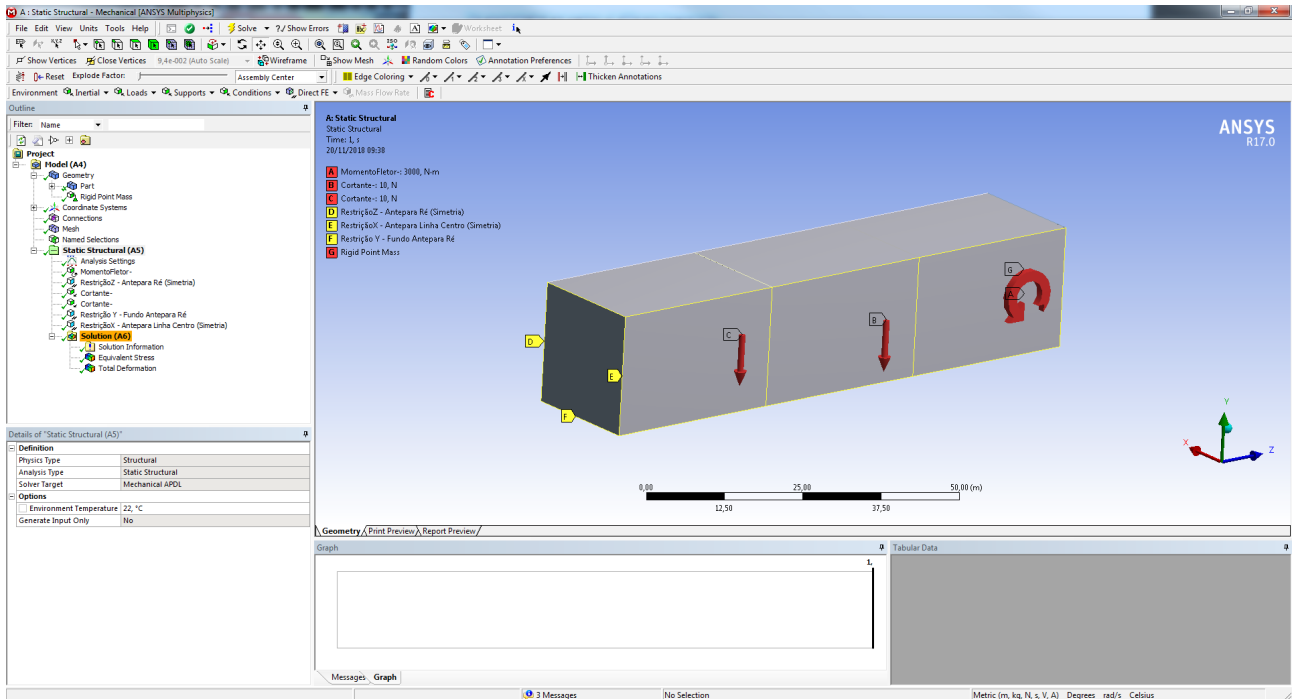 A : Static Structural - Mechanical [ANSYS Multiphysics]
File Edit View Units Tools Help Solve ?/ Show Errors Worksheet
Show Vertices Close Vertices 9,4e-002 (Auto Scale) Wireframe Show Mesh Random Colors Annotation Preferences
Reset Explode Factor: Assembly Center Edge Coloring Thicken Annotations
Environment Inertial Loads Supports Conditions Direct FE Mass Flow Rate
Outline
Filter: Name
Project
Model (A4)
Geometry
Part
Rigid Point Mass
Coordinate Systems
Connections
Mesh
Named Selections
Static Structural (A5)
Analysis Settings
MomentoFletor-
RestriçãoZ - Antepara Ré (Simetria)
Cortante-
Cortante-
Restrição Y - Fundo Antepara Ré
RestriçãoX - Antepara Linha Centro (Simetria)
Solution (A6)
Solution Information
Equivalent Stress
Total Deformation
Details of "Static Structural (A5)"
Definition
Physics Type Structural
Analysis Type Static Structural
Solver Target Mechanical APDL
Options
Environment Temperature 22, °C
Generate Input Only No
A: Static Structural
Static Structural
Time: 1, s
20/11/2018 09:38
A MomentoFletor-: 3000, N·m
B Cortante-: 10, N
C Cortante-: 10, N
D RestriçãoZ - Antepara Ré (Simetria)
E RestriçãoX - Antepara Linha Centro (Simetria)
F Restrição Y - Fundo Antepara Ré
G Rigid Point Mass
ANSYS
R17.0
G
A
B
C
D
E
F
Y
X
Z
0,00 25,00 50,00 (m)
12,50 37,50
Geometry Print Preview Report Preview
Graph
1,
Messages Graph
Tabular Data
3 Messages No Selection Metric (m, kg, N, s, V, A) Degrees rad/s Celsius